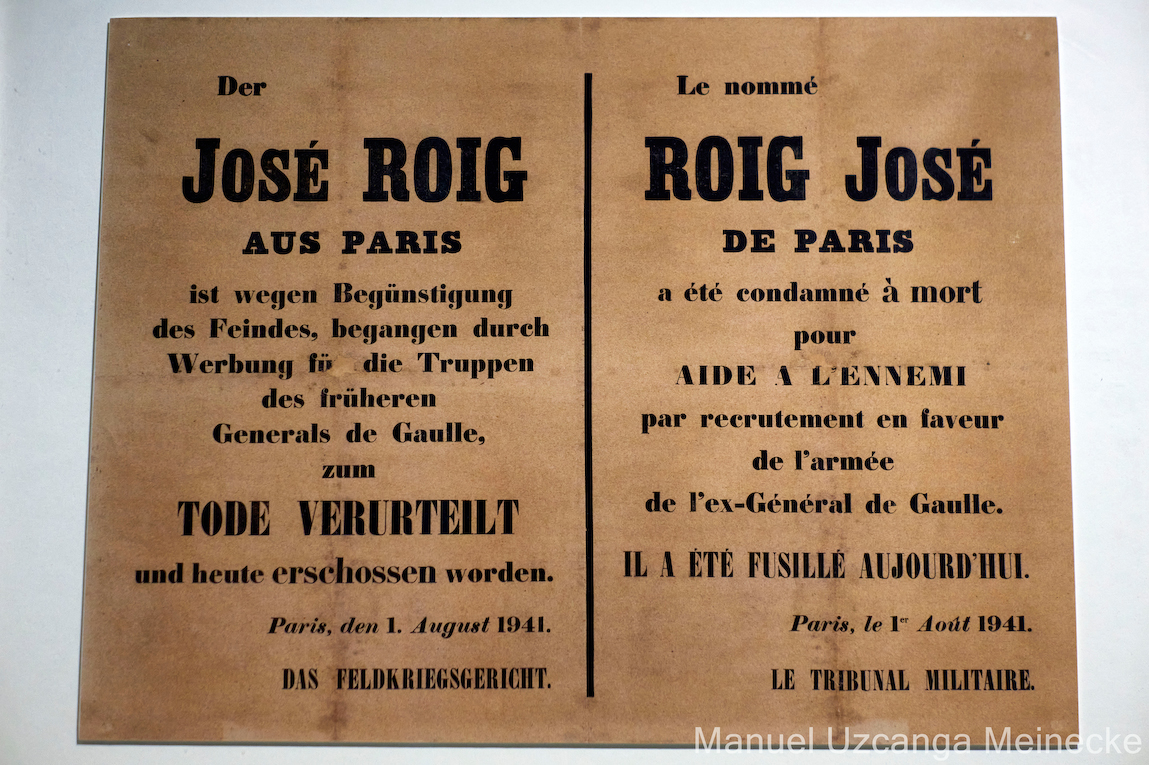 Der
José ROIG
AUS PARIS
ist wegen Begünstigung
des Feindes, begangen durch
Werbung fü die Truppen
des früheren
Generals de Gaulle,
zum
TODE VERURTEILT
und heute erschossen worden.
Paris, den 1. August 1941.
DAS FELDKRIEGSGERICHT.
Le nommé
ROIG José
DE PARIS
a été condamné à mort
pour
AIDE A L'ENNEMI
par recrutement en faveur
de l'armée
de l'ex-Général de Gaulle.
IL A ÉTÉ FUSILLÉ AUJOURD'HUI.
Paris, le 1er Août 1941.
LE TRIBUNAL MILITAIRE.
Manuel Uzcanga Meinecke